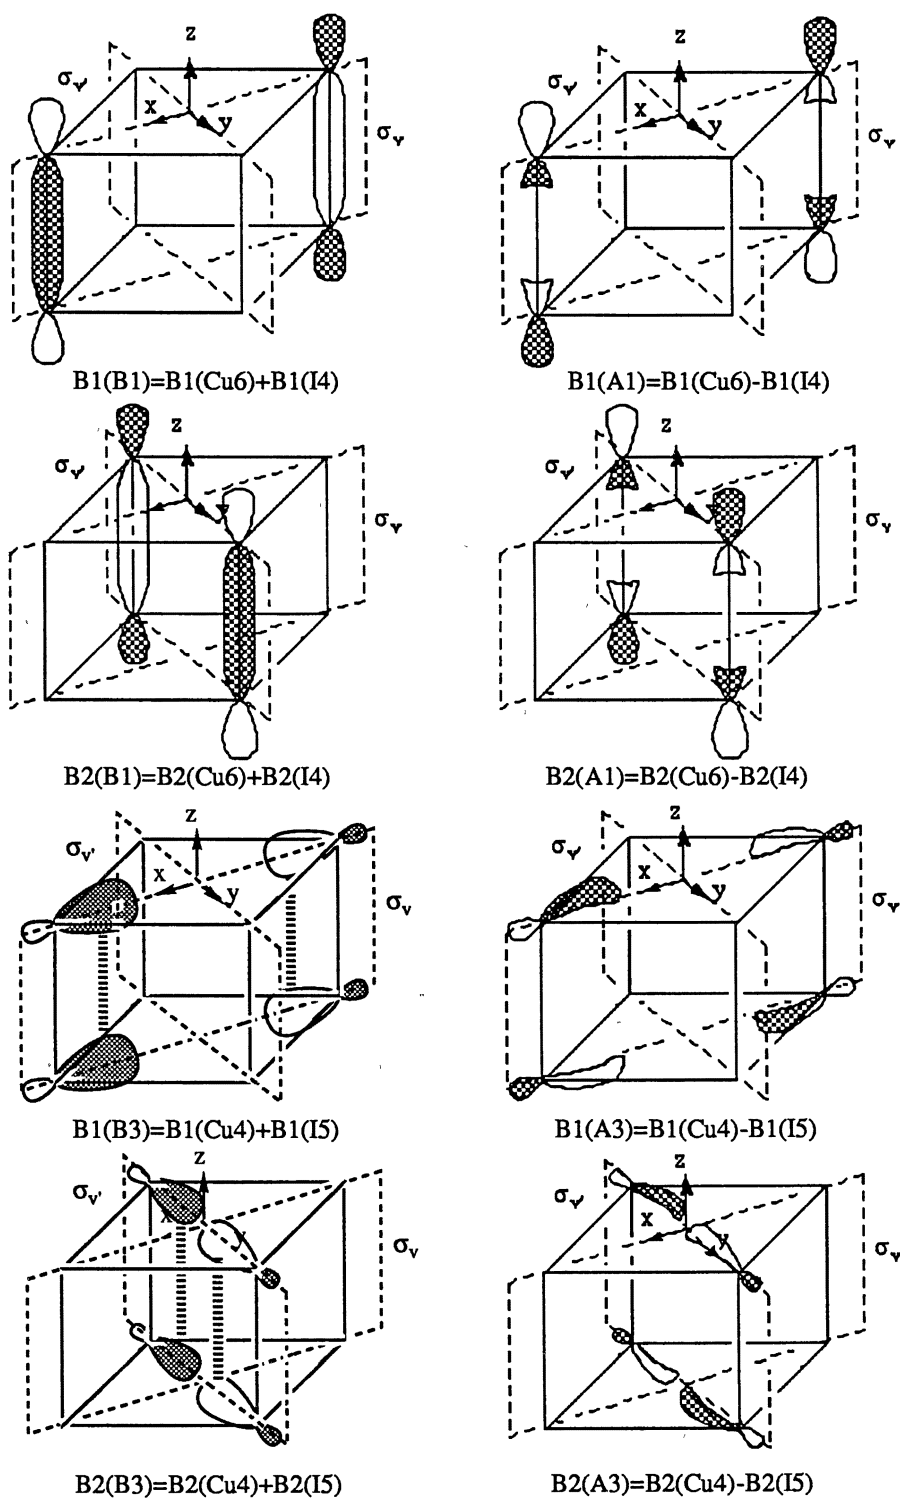 z z
σv' σv'
x y σv x y σv
B1(B1)=B1(Cu6)+B1(I4) B1(A1)=B1(Cu6)-B1(I4)
z z
σv' σv'
σv σv
B2(B1)=B2(Cu6)+B2(I4) B2(A1)=B2(Cu6)-B2(I4)
z z
σv' σv'
x y σv x y σv
B1(B3)=B1(Cu4)+B1(I5) B1(A3)=B1(Cu4)-B1(I5)
z z
σv' σv'
x y σv x y σv
B2(B3)=B2(Cu4)+B2(I5) B2(A3)=B2(Cu4)-B2(I5)